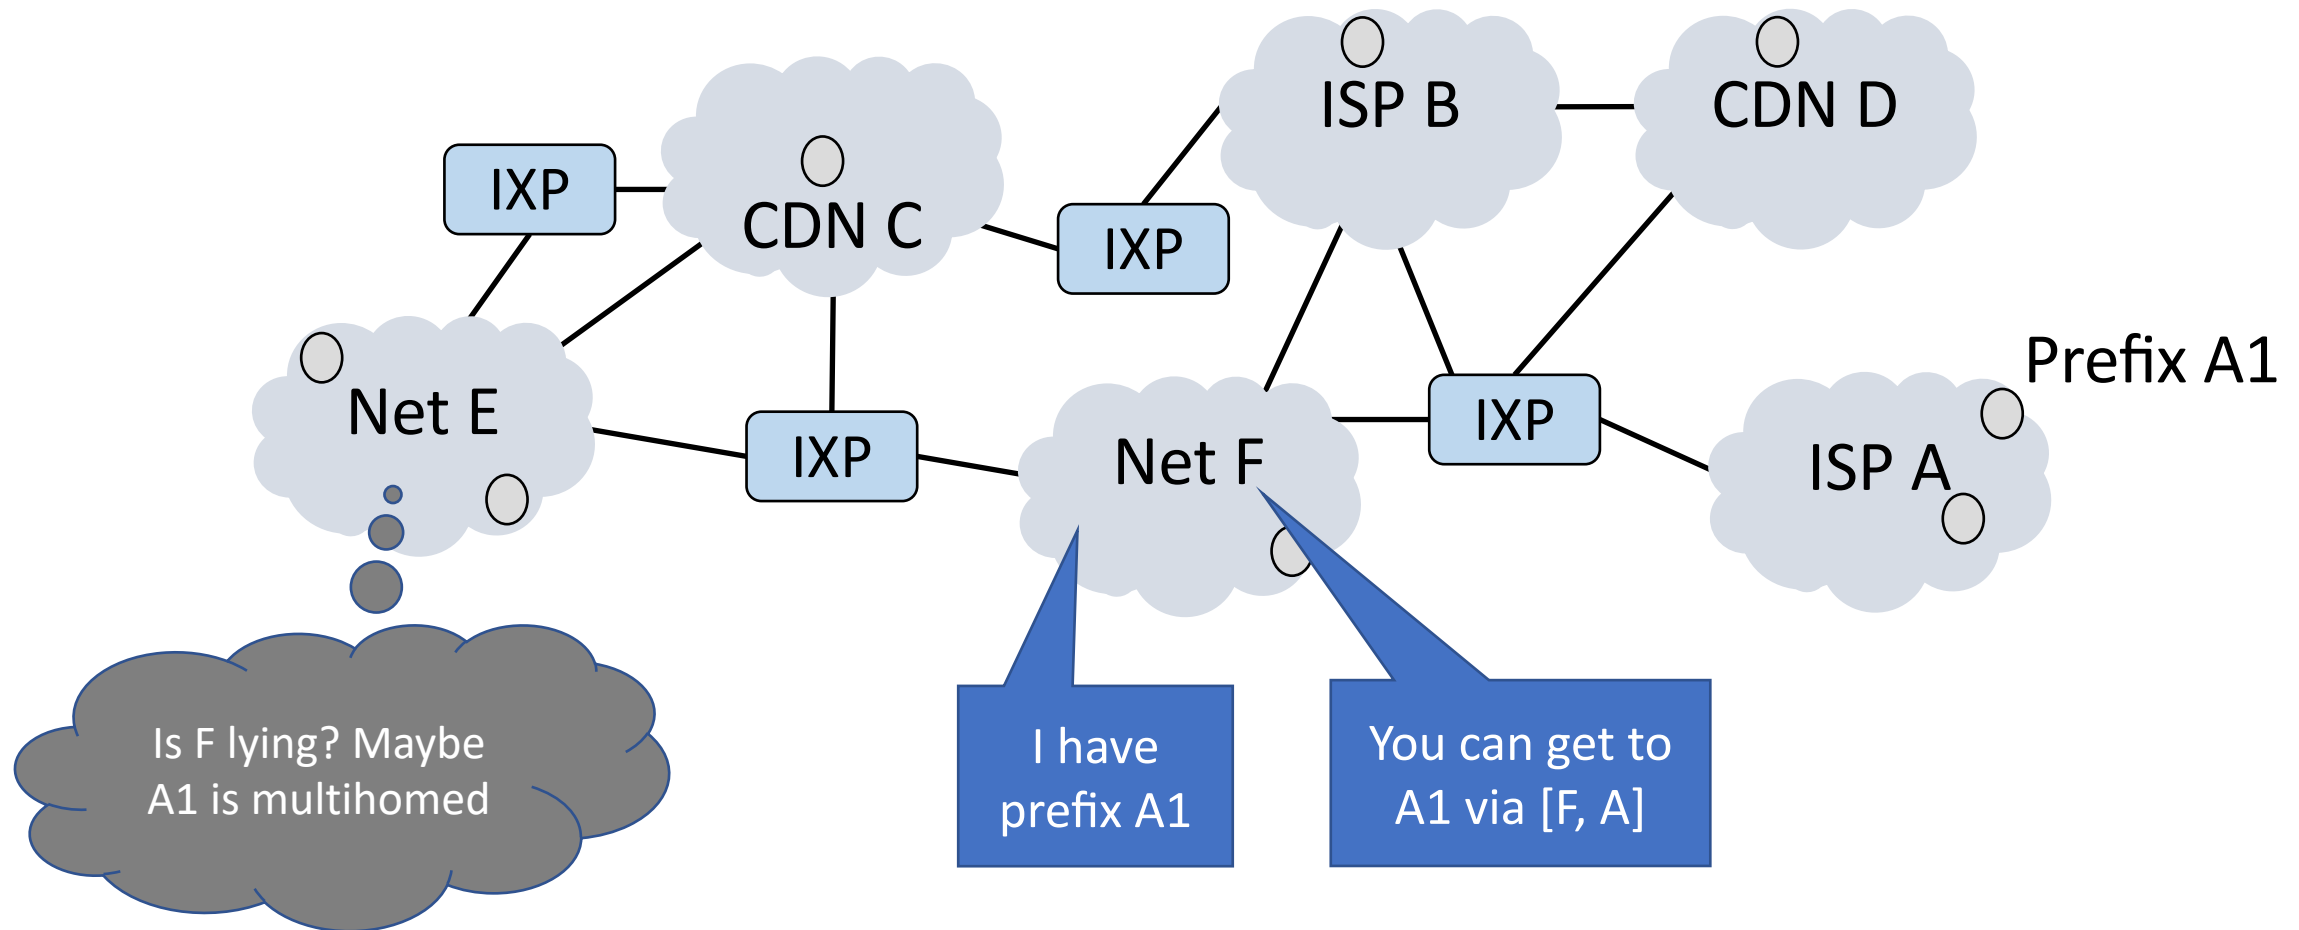 ISP B
CDN D
IXP
CDN C
IXP
Prefix A1
Net E
IXP
Net F
IXP
ISP A
Is F lying? Maybe
A1 is multihomed
I have
prefix A1
You can get to
A1 via [F, A]